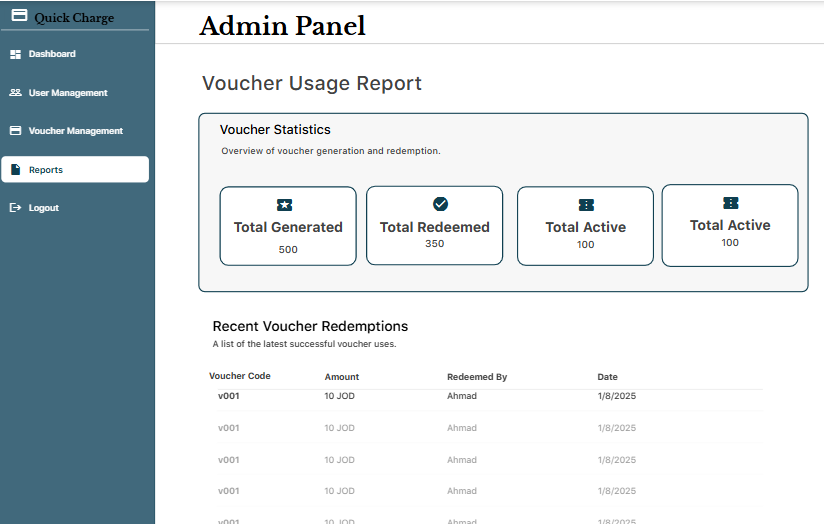 Quick Charge
Dashboard
User Management
Voucher Management
Reports
Logout
Admin Panel
Voucher Usage Report
Voucher Statistics
Overview of voucher generation and redemption.
Total Generated
500
Total Redeemed
350
Total Active
100
Total Active
100
Recent Voucher Redemptions
A list of the latest successful voucher uses.
Voucher Code Amount Redeemed By Date
v001 10 JOD Ahmad 1/8/2025
v001 10 JOD Ahmad 1/8/2025
v001 10 JOD Ahmad 1/8/2025
v001 10 JOD Ahmad 1/8/2025
v001 10 JOD Ahmad 1/8/2025